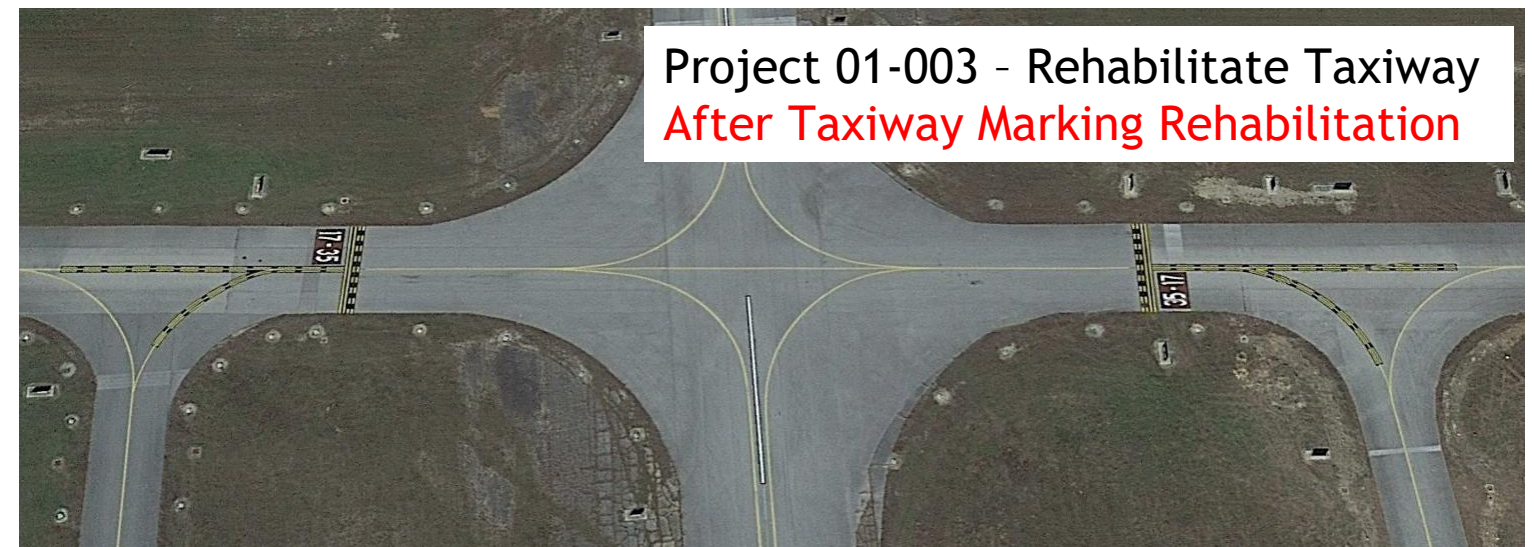 Project 01-003 – Rehabilitate Taxiway
After Taxiway Marking Rehabilitation
35-17
35-17